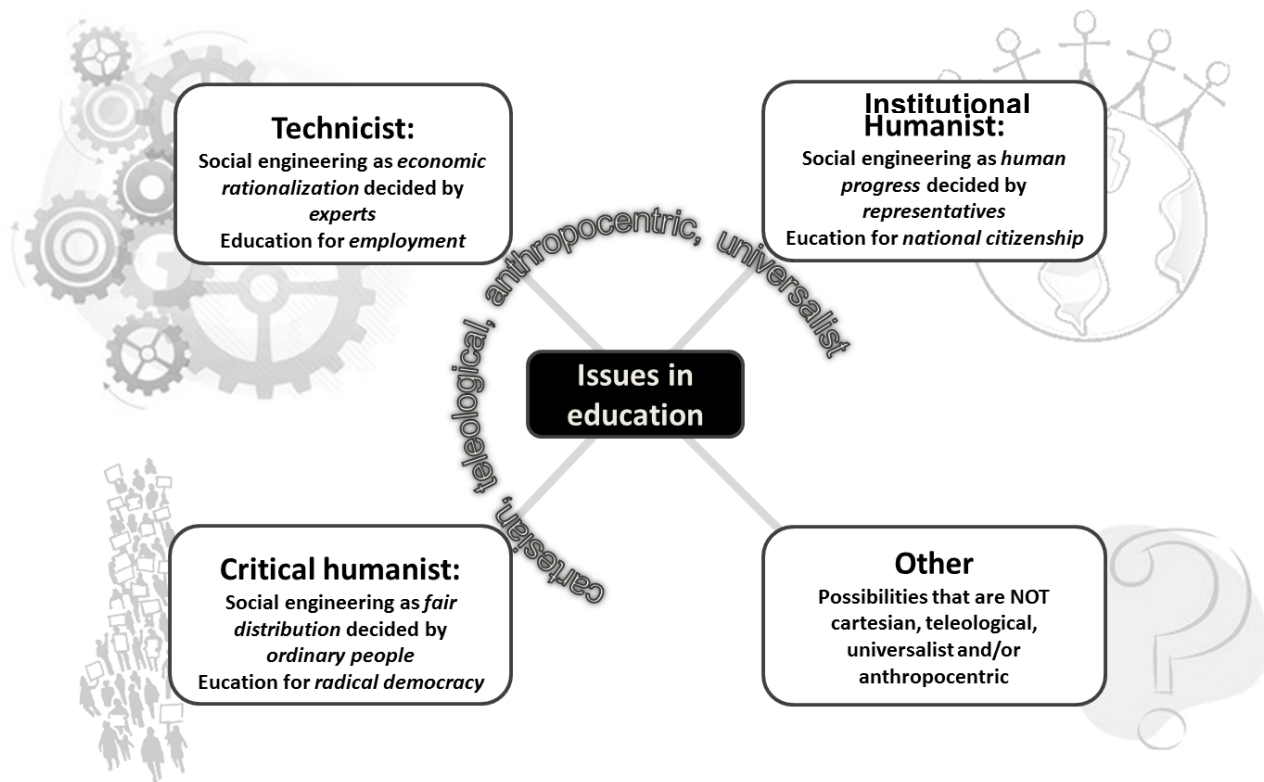 Technicist:
Social engineering as economic
rationalization decided by
experts
Education for employment
Institutional
Humanist:
Social engineering as human
progress decided by
representatives
Eucation for national citizenship
cartesian, teleological, anthropocentric, universalist
Issues in
education
Critical humanist:
Social engineering as fair
distribution decided by
ordinary people
Eucation for radical democracy
Other
Possibilities that are NOT
cartesian, teleological,
universalist and/or
anthropocentric